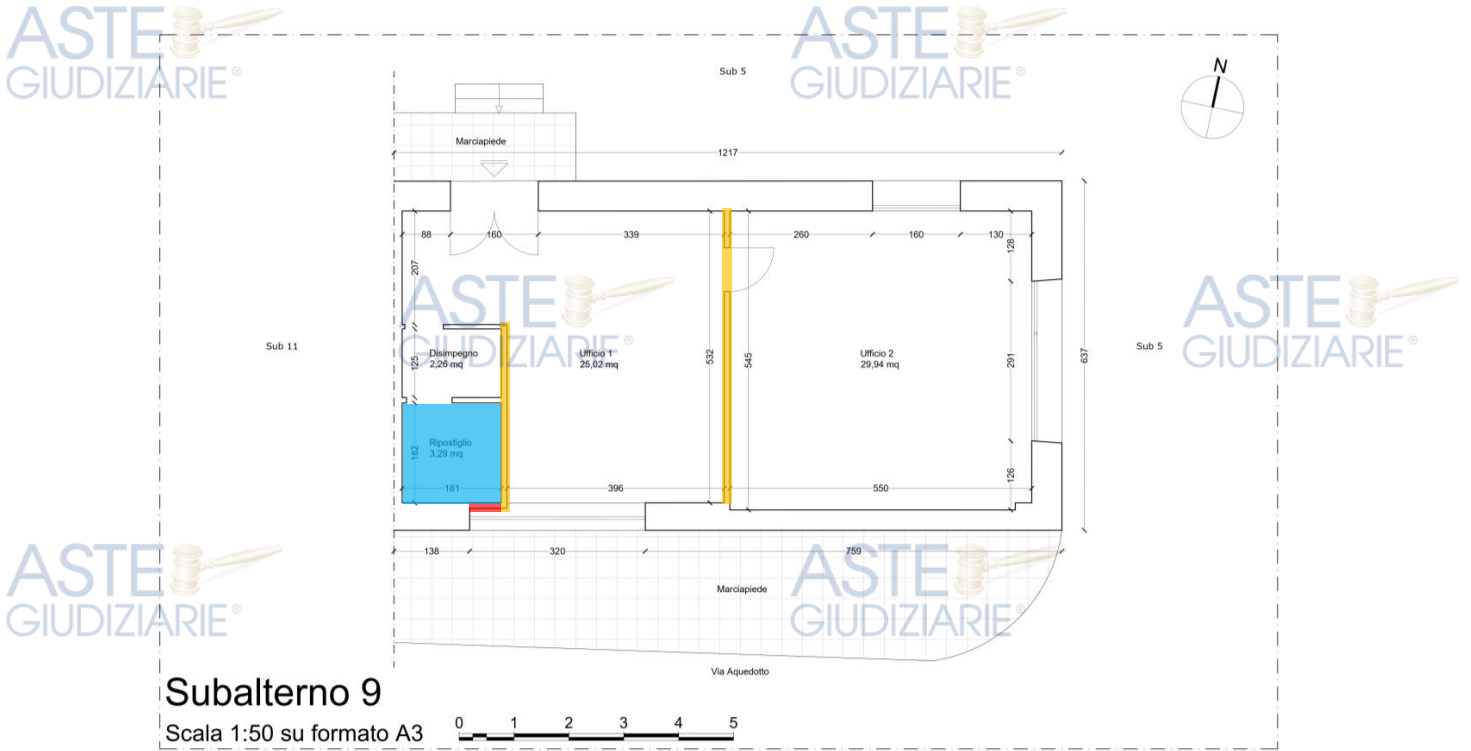 ASTE
GIUDIZIARIE®
ASTE
GIUDIZIARIE®
Sub 5
N
Marciapiede
1217
88
160
339
260
160
130
128
207
ASTE
GIUDIZIARIE®
ASTE
GIUDIZIARIE®
Sub 11
Disimpegno
2,26 mq
125
Ufficio 1
25,02 mq
532
545
Ufficio 2
29,94 mq
291
637
Sub 5
Ripostiglio
3,29 mq
182
126
181
396
550
138
320
759
ASTE
GIUDIZIARIE®
ASTE
GIUDIZIARIE®
Marciapiede
Via Aquedotto
Subalterno 9
Scala 1:50 su formato A3
0 1 2 3 4 5